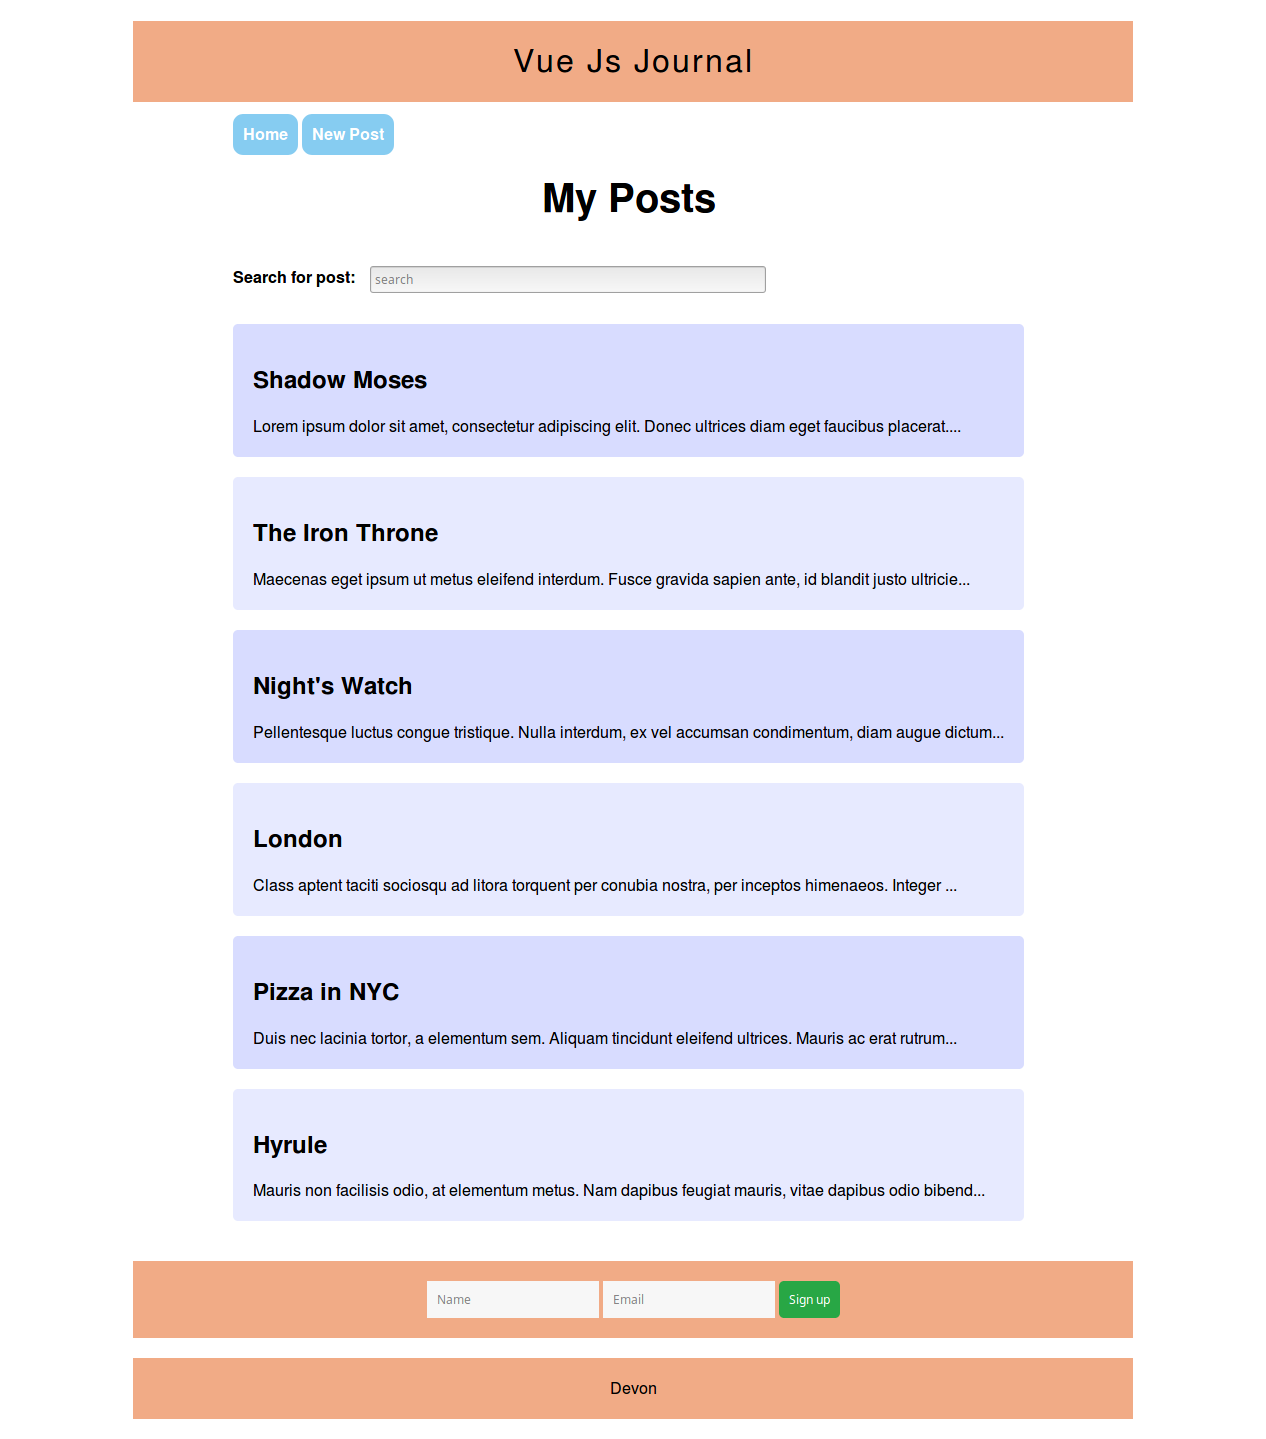 Vue Js Journal
Home New Post
My Posts
Search for post: search
Shadow Moses
Lorem ipsum dolor sit amet, consectetur adipiscing elit. Donec ultrices diam eget faucibus placerat....
The Iron Throne
Maecenas eget ipsum ut metus eleifend interdum. Fusce gravida sapien ante, id blandit justo ultricie...
Night's Watch
Pellentesque luctus congue tristique. Nulla interdum, ex vel accumsan condimentum, diam augue dictum...
London
Class aptent taciti sociosqu ad litora torquent per conubia nostra, per inceptos himenaeos. Integer ...
Pizza in NYC
Duis nec lacinia tortor, a elementum sem. Aliquam tincidunt eleifend ultrices. Mauris ac erat rutrum...
Hyrule
Mauris non facilisis odio, at elementum metus. Nam dapibus feugiat mauris, vitae dapibus odio bibend...
Name Email Sign up
Devon